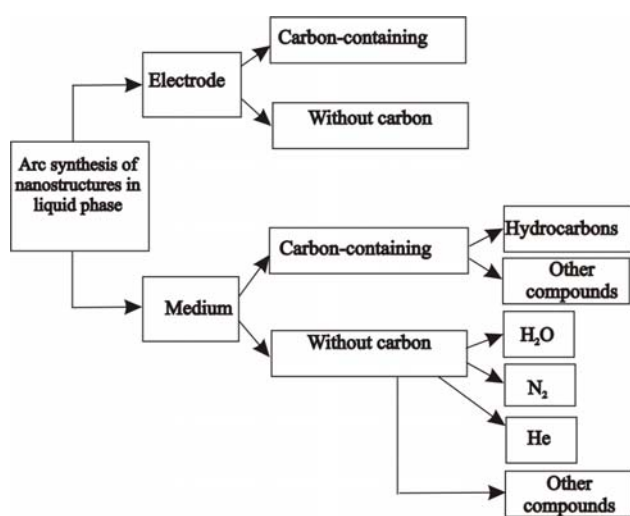 Carbon-containing
Electrode
Without carbon
Arc synthesis of
nanostructures in
liquid phase
Hydrocarbons
Carbon-containing
Other
compounds
Medium
Without carbon
H₂O
N₂
He
Other
compounds